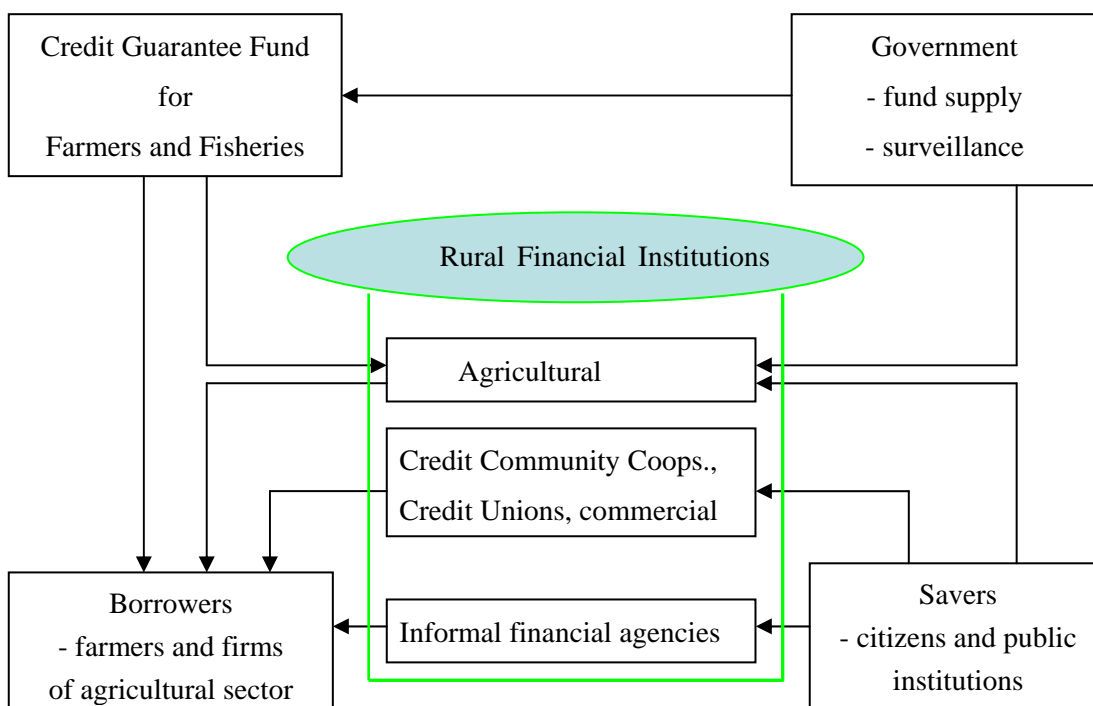 Credit Guarantee Fund
for
Farmers and Fisheries
Government
- fund supply
- surveillance
Rural Financial Institutions
Agricultural
Credit Community Coops.,
Credit Unions, commercial
Informal financial agencies
Borrowers
- farmers and firms
of agricultural sector
Savers
- citizens and public
institutions